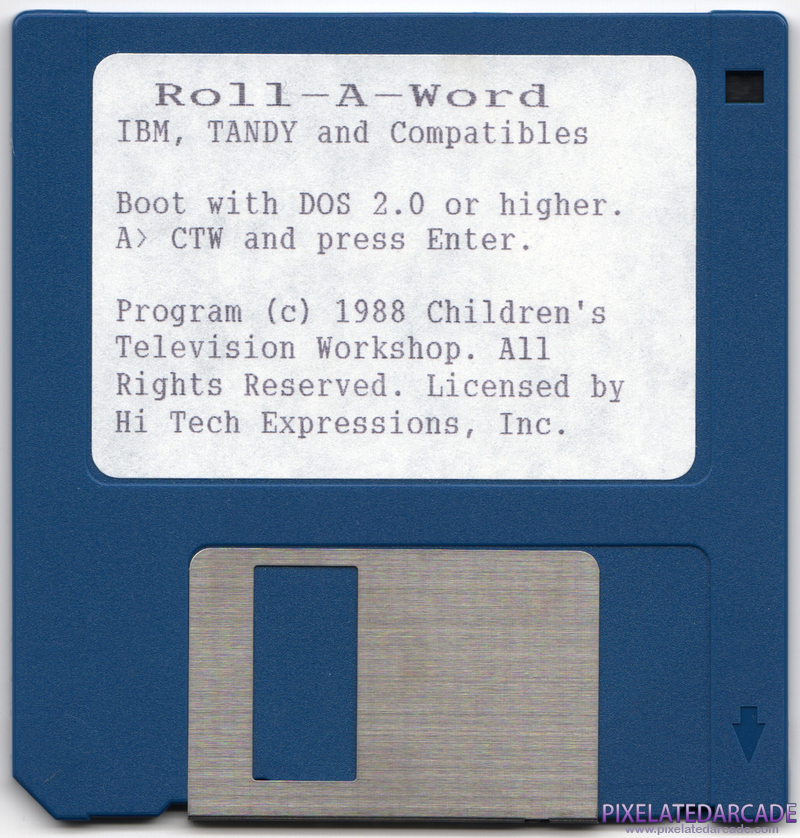 Roll-A-Word
IBM, TANDY and Compatibles
Boot with DOS 2.0 or higher.
A> CTW and press Enter.
Program (c) 1988 Children's
Television Workshop. All
Rights Reserved. Licensed by
Hi Tech Expressions, Inc.
PIXELATEDARCADE
www.pixelatedarcade.com